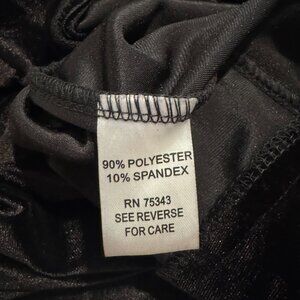 90% POLYESTER
10% SPANDEX
RN 75343
SEE REVERSE
FOR CARE